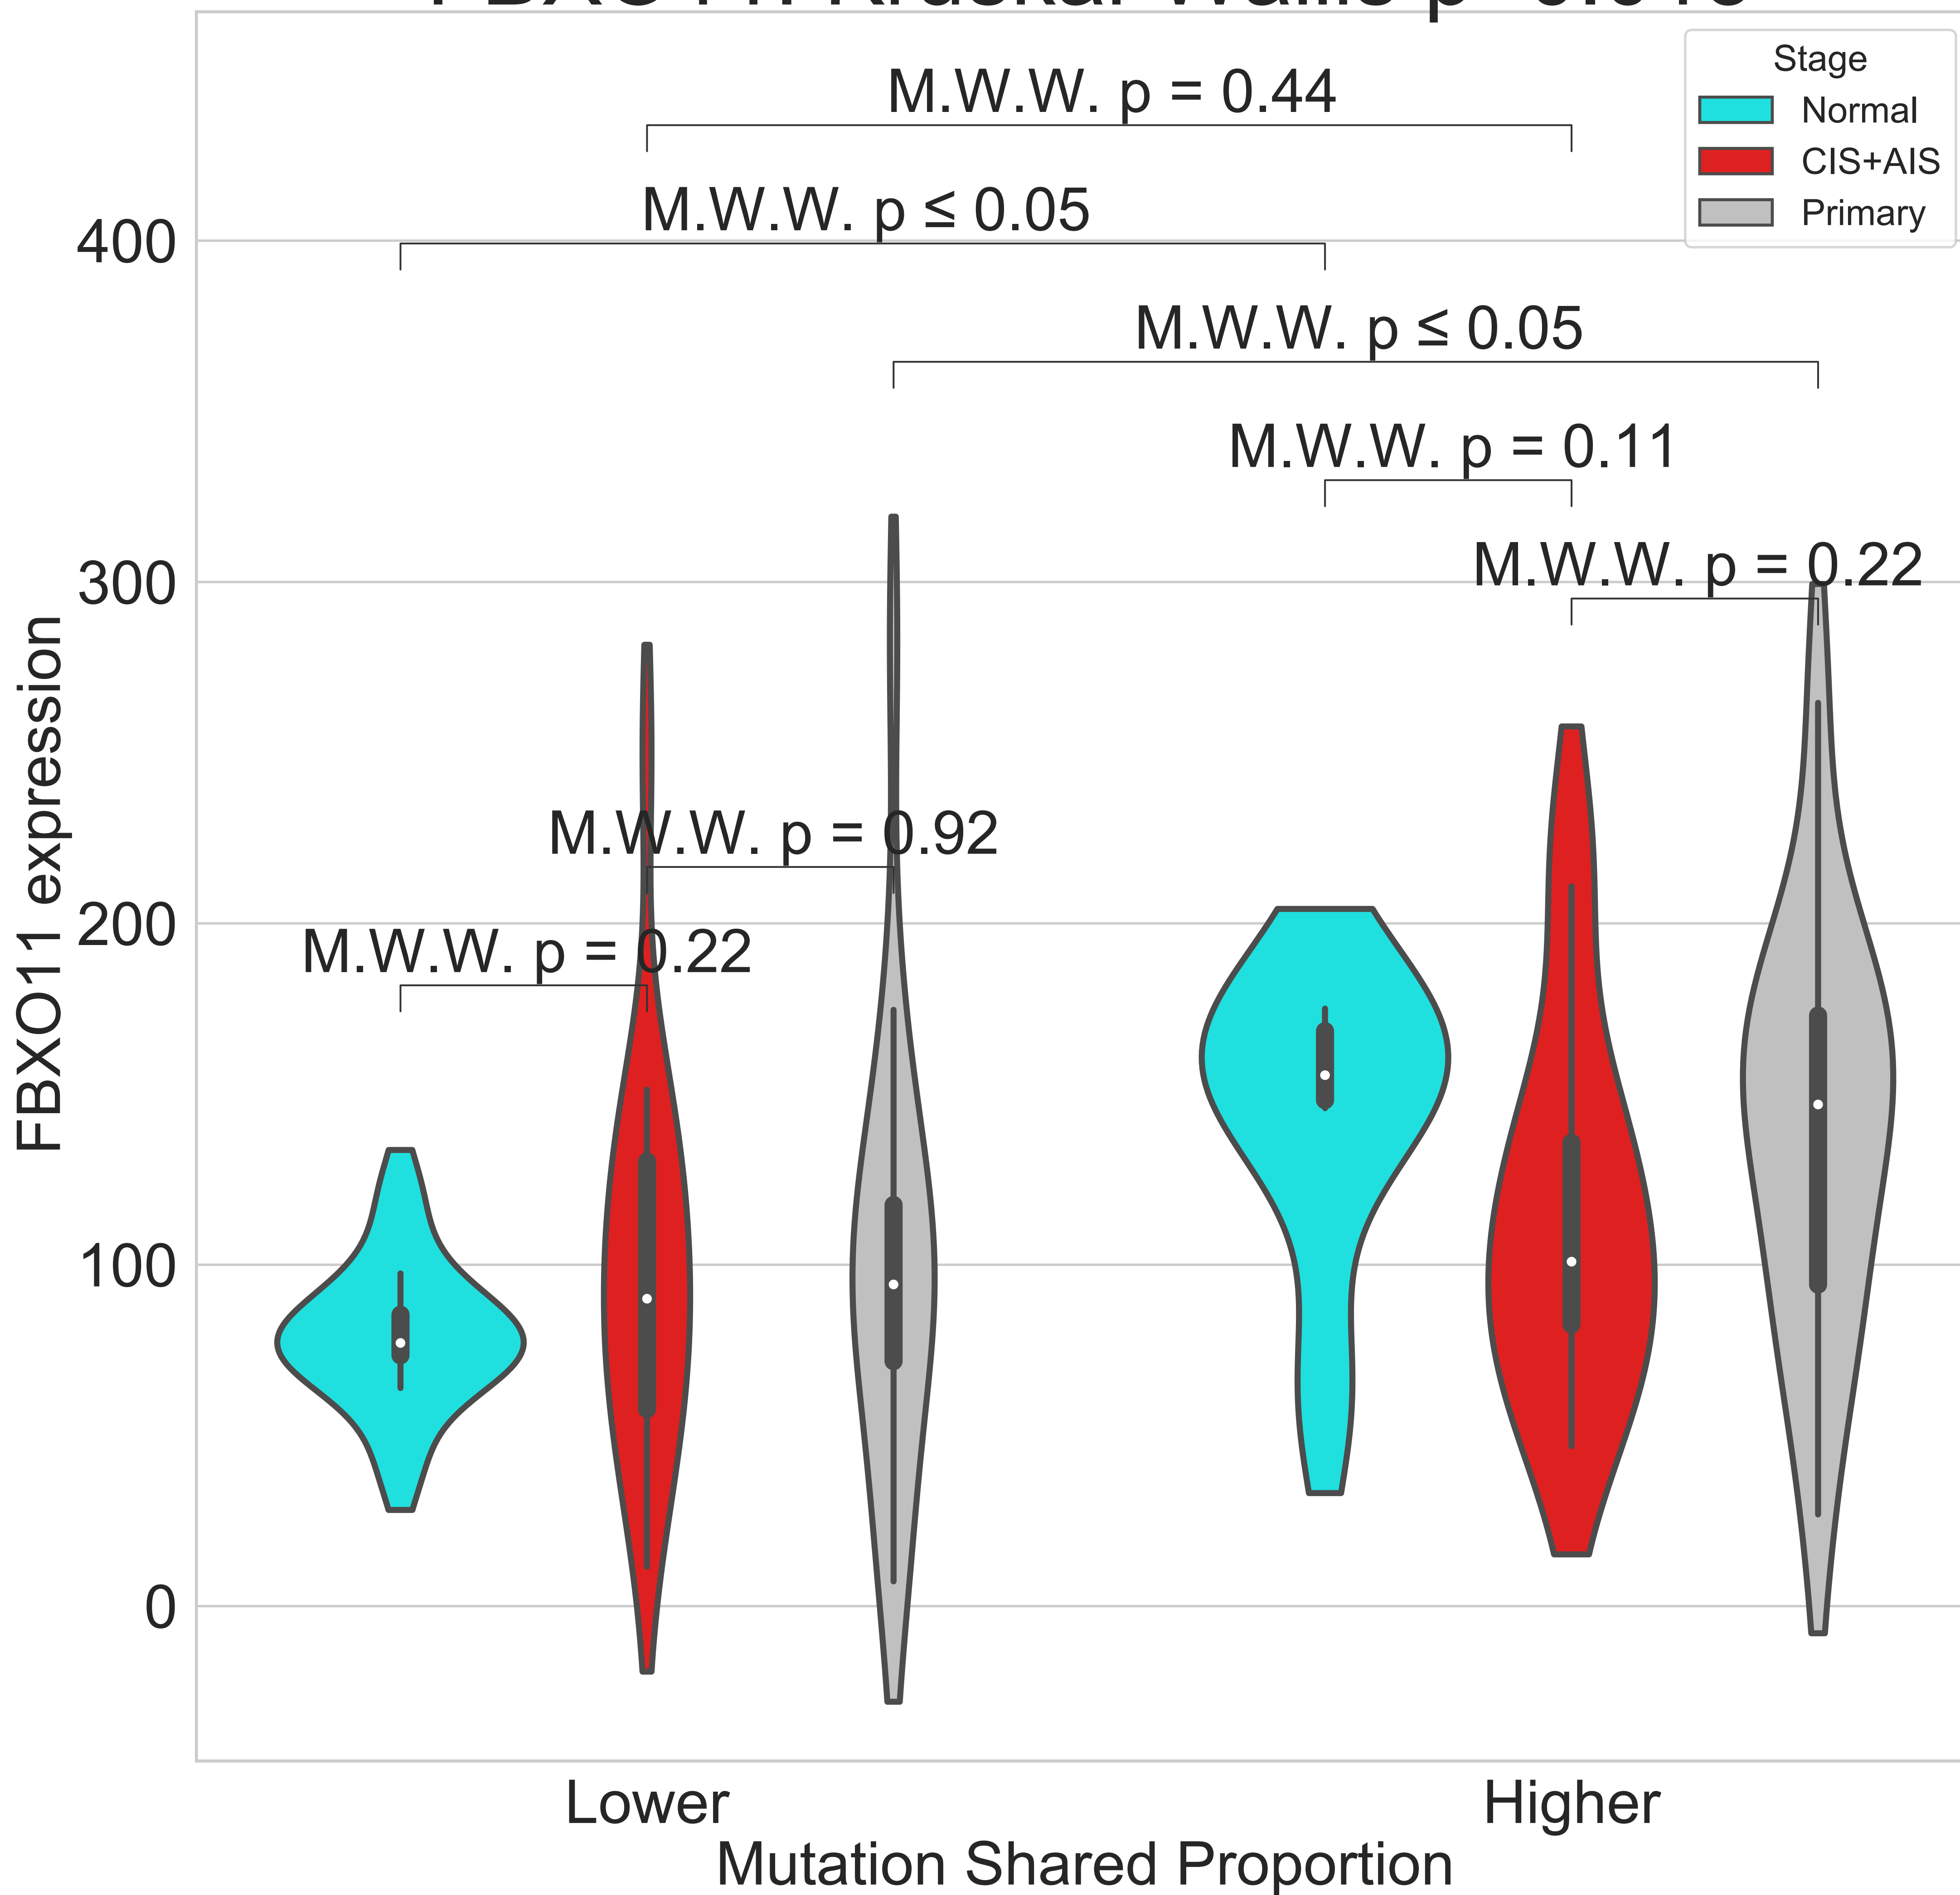 Stage
Normal
CIS+AIS
Primary
M.W.W. p = 0.44
M.W.W. p ≤ 0.05
M.W.W. p ≤ 0.05
M.W.W. p = 0.11
M.W.W. p = 0.22
M.W.W. p = 0.92
M.W.W. p = 0.22
400
300
200
100
0
FBXO11 expression
Lower
Higher
Mutation Shared Proportion